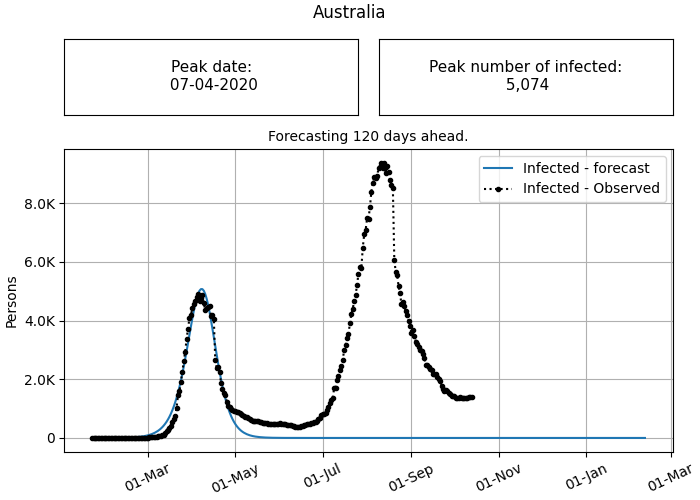 Australia
Peak date:
07-04-2020
Peak number of infected:
5,074
Forecasting 120 days ahead.
Infected - forecast
Infected - Observed
Persons
8.0K
6.0K
4.0K
2.0K
0
01-Mar
01-May
01-Jul
01-Sep
01-Nov
01-Jan
01-Mar